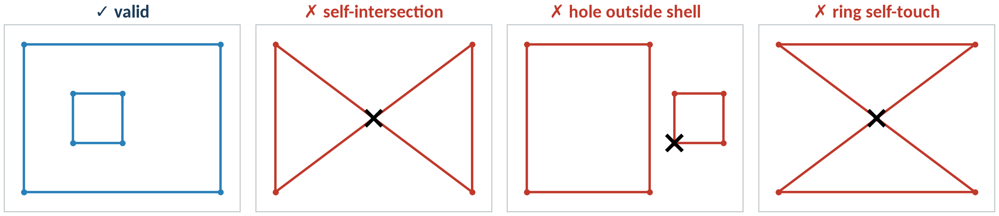 ✓ valid
✗ self-intersection
✗ hole outside shell
✗ ring self-touch